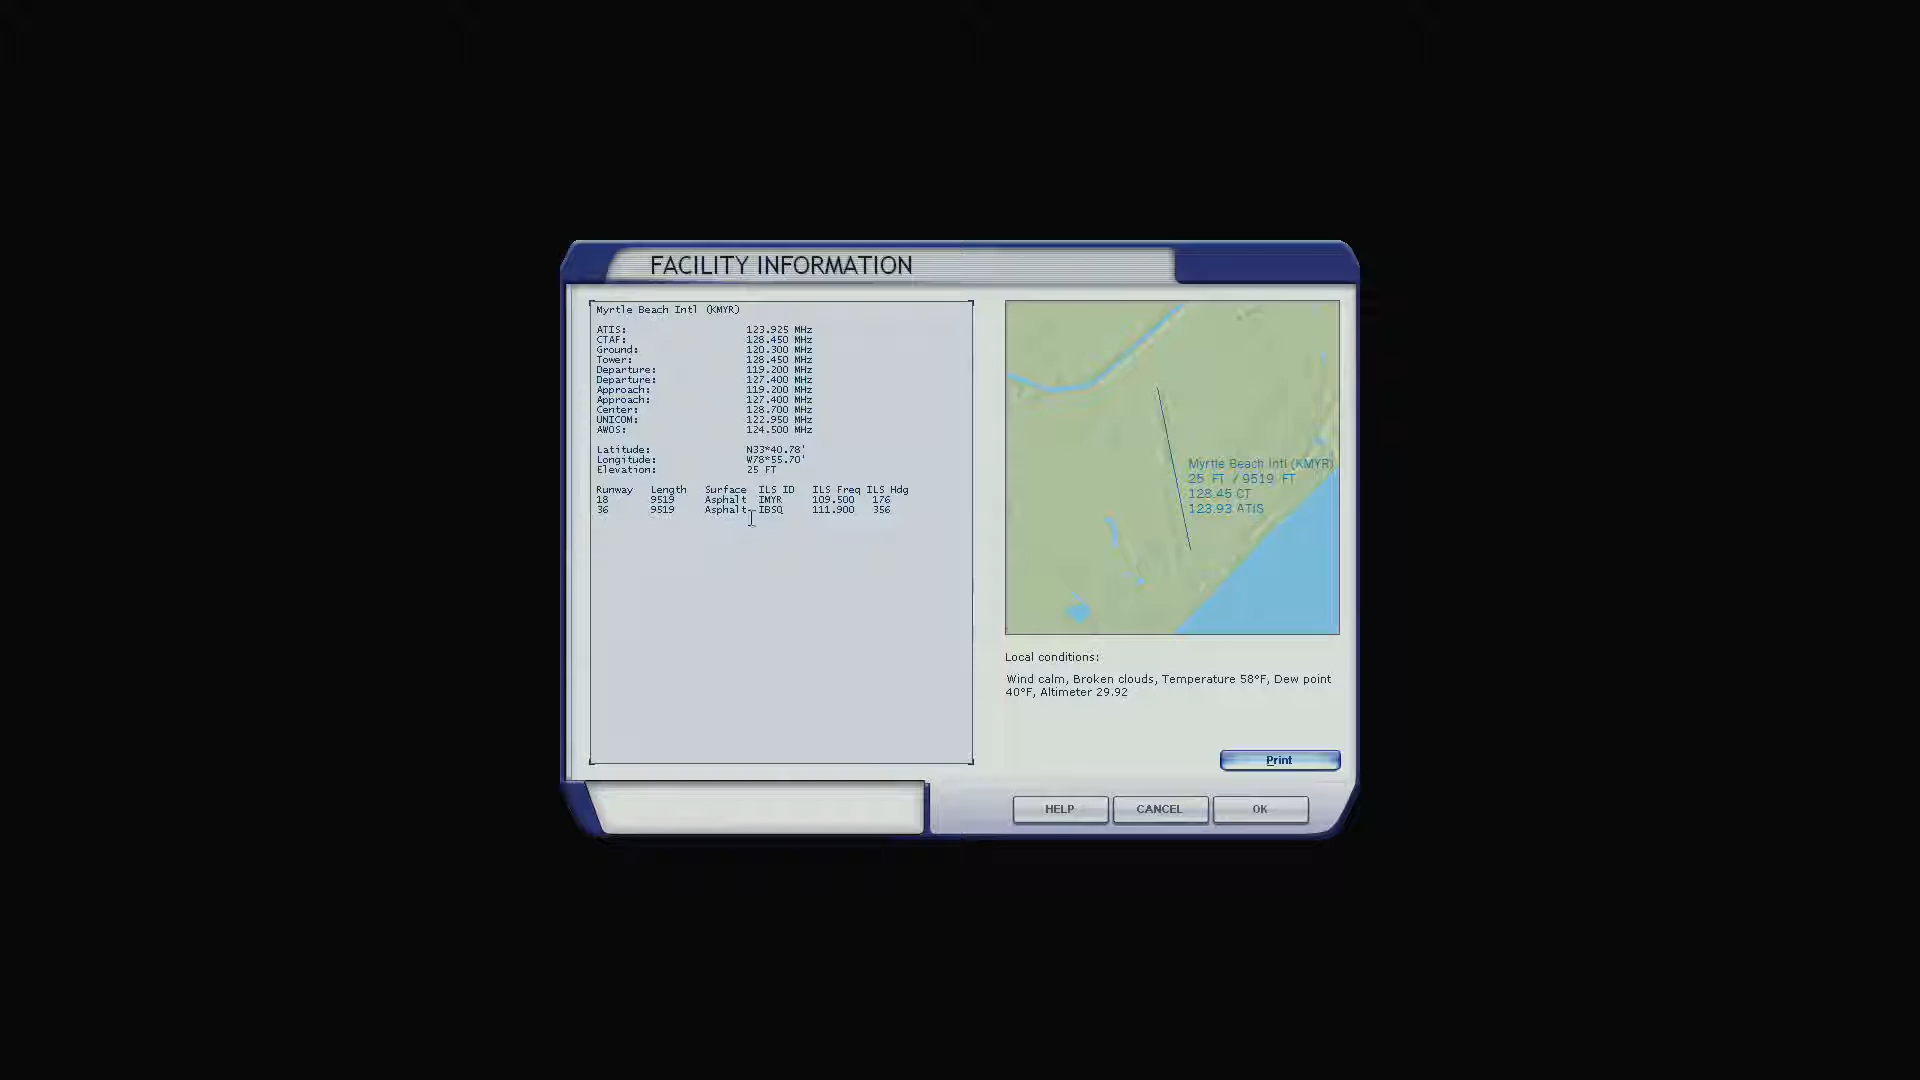 FACILITY INFORMATION
Myrtle Beach Intl (KMYR)
ATIS: 123.925 MHz
CTAF: 128.450 MHz
Ground: 120.300 MHz
Tower: 128.450 MHz
Departure: 119.200 MHz
Departure: 127.400 MHz
Approach: 119.200 MHz
Approach: 127.400 MHz
Center: 128.700 MHz
UNICOM: 122.950 MHz
AWOS: 124.500 MHz
Latitude: N33*40.78'
Longitude: W78*55.70'
Elevation: 25 FT
Runway Length Surface ILS ID ILS Freq ILS Hdg
18 9519 Asphalt IMYR 109.500 176
36 9519 Asphalt IBSQ 111.900 356
Myrtle Beach Intl (KMYR)
25 FT / 9519 FT
128.45 CT
123.93 ATIS
Local conditions:
Wind calm, Broken clouds, Temperature 58°F, Dew point
40°F, Altimeter 29.92
Print
HELP CANCEL OK